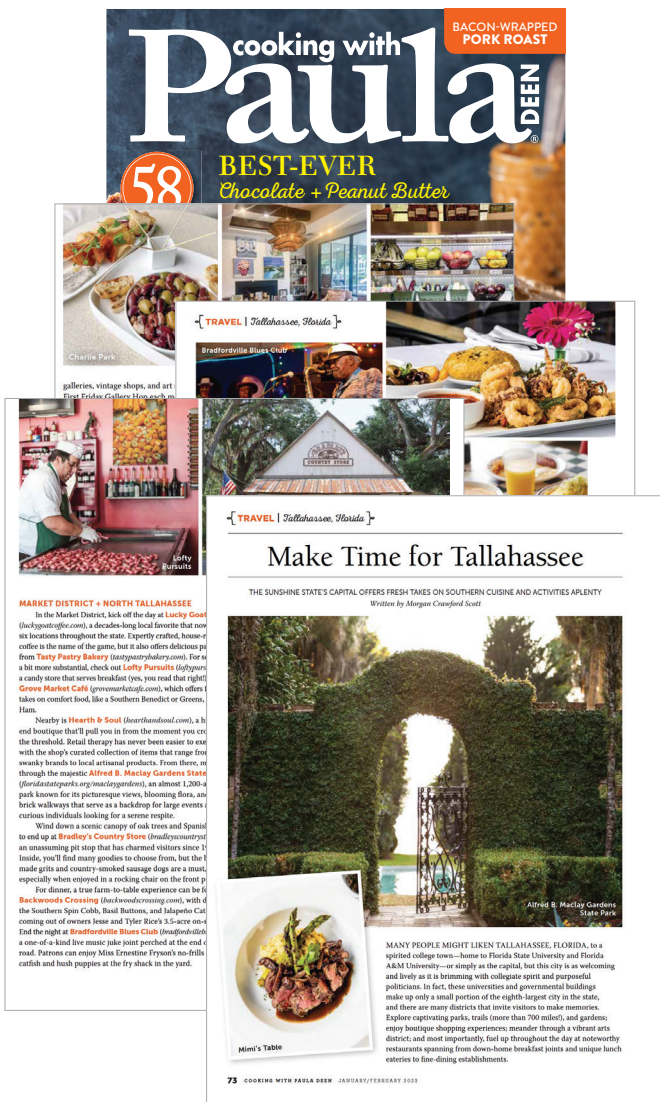 BACON-WRAPPED
PORK ROAST
cooking with
Paula
DEEN
®
58
BEST-EVER
Chocolate + Peanut Butter
Charlie Park
galleries, vintage shops, and art
First Friday Gallery Hop each
TRAVEL | Tallahassee, Florida
Bradfordville Blues Club
BRADLEY'S
COUNTRY STORE
Lofty
Pursuits
MARKET DISTRICT + NORTH TALLAHASSEE
In the Market District, kick off the day at Lucky Goat
(luckygoatcoffee.com), a decades-long local favorite that now
six locations throughout the state. Expertly crafted, house-r
coffee is the name of the game, but it also offers delicious pa
from Tasty Pastry Bakery (tastypastrybakery.com). For so
a bit more substantial, check out Lofty Pursuits (loftypurs
a candy store that serves breakfast (yes, you read that right!)
Grove Market Café (grovemarketcafe.com), which offers f
takes on comfort food, like a Southern Benedict or Greens,
Ham.
Nearby is Hearth & Soul (hearthandsoul.com), a h
end boutique that'll pull you in from the moment you cro
the threshold. Retail therapy has never been easier to exe
with the shop's curated collection of items that range from
swanky brands to local artisanal products. From there, m
through the majestic Alfred B. Maclay Gardens State
(floridastateparks.org/maclaygardens), an almost 1,200-a
park known for its picturesque views, blooming flora, and
brick walkways that serve as a backdrop for large events
curious individuals looking for a serene respite.
Wind down a scenic canopy of oak trees and Spanish
to end up at Bradley's Country Store (bradleyscountryst
an unassuming pit stop that has charmed visitors since 19
Inside, you'll find many goodies to choose from, but the h
made grits and country-smoked sausage dogs are a must,
especially when enjoyed in a rocking chair on the front p
For dinner, a true farm-to-table experience can be fo
Backwoods Crossing (backwoodscrossing.com), with d
the Southern Spin Cobb, Basil Buttons, and Jalapeño Cat
coming out of owners Jesse and Tyler Rice's 3.5-acre on-s
End the night at Bradfordville Blues Club (bradfordvilleb
a one-of-a-kind live music juke joint perched at the end o
road. Patrons can enjoy Miss Ernestine Fryson's no-frills
catfish and hush puppies at the fry shack in the yard.
TRAVEL | Tallahassee, Florida
Make Time for Tallahassee
THE SUNSHINE STATE'S CAPITAL OFFERS FRESH TAKES ON SOUTHERN CUISINE AND ACTIVITIES APLENTY
Written by Morgan Crawford Scott
Alfred B. Maclay Gardens
State Park
Mimi's Table
MANY PEOPLE MIGHT LIKEN TALLAHASSEE, FLORIDA, to a
spirited college town—home to Florida State University and Florida
A&M University—or simply as the capital, but this city is as welcoming
and lively as it is brimming with collegiate spirit and purposeful
politicians. In fact, these universities and governmental buildings
make up only a small portion of the eighth-largest city in the state,
and there are many districts that invite visitors to make memories.
Explore captivating parks, trails (more than 700 miles!), and gardens;
enjoy boutique shopping experiences; meander through a vibrant arts
district; and most importantly, fuel up throughout the day at noteworthy
restaurants spanning from down-home breakfast joints and unique lunch
eateries to fine-dining establishments.
73 COOKING WITH PAULA DEEN JANUARY/FEBRUARY 2023